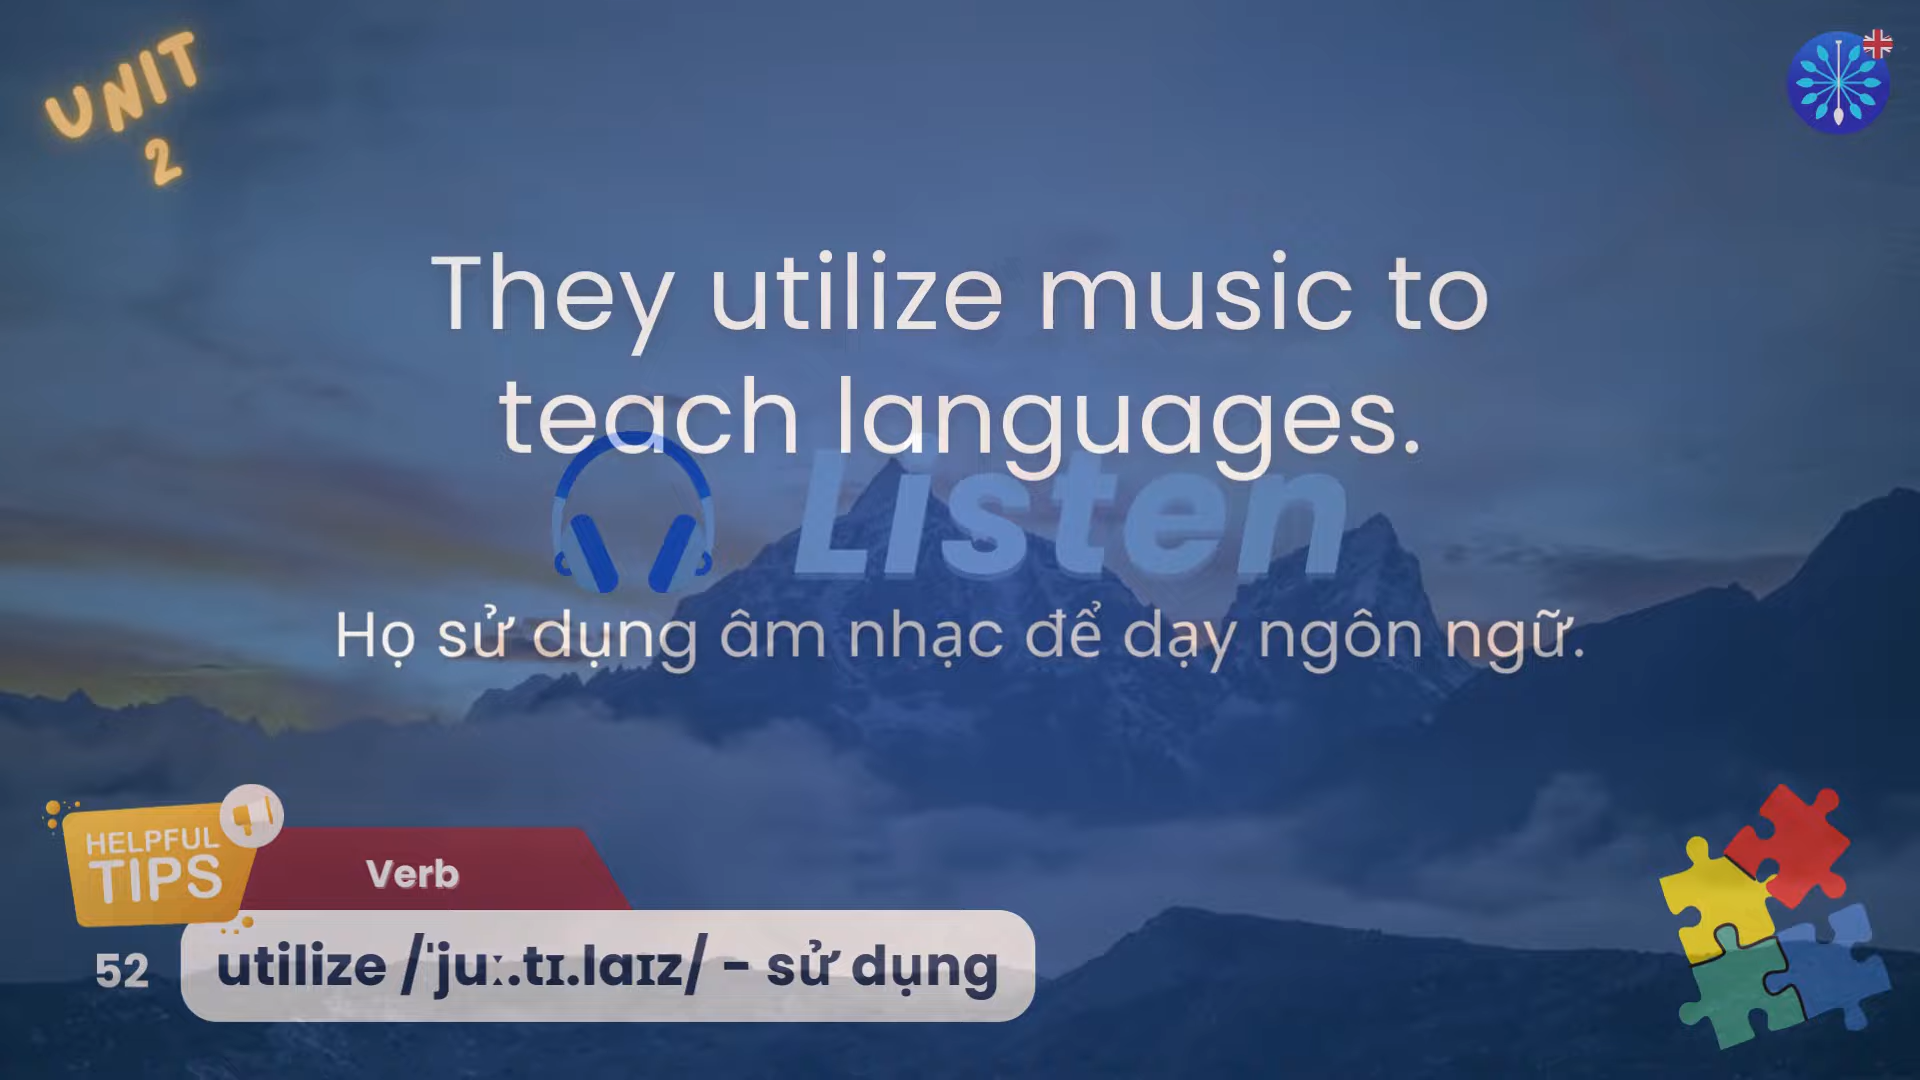 UNIT
2
They utilize music to
teach languages.
Listen
Họ sử dụng âm nhạc để dạy ngôn ngữ.
HELPFUL
TIPS
Verb
52
utilize /ˈjuː.tɪ.laɪz/ - sử dụng